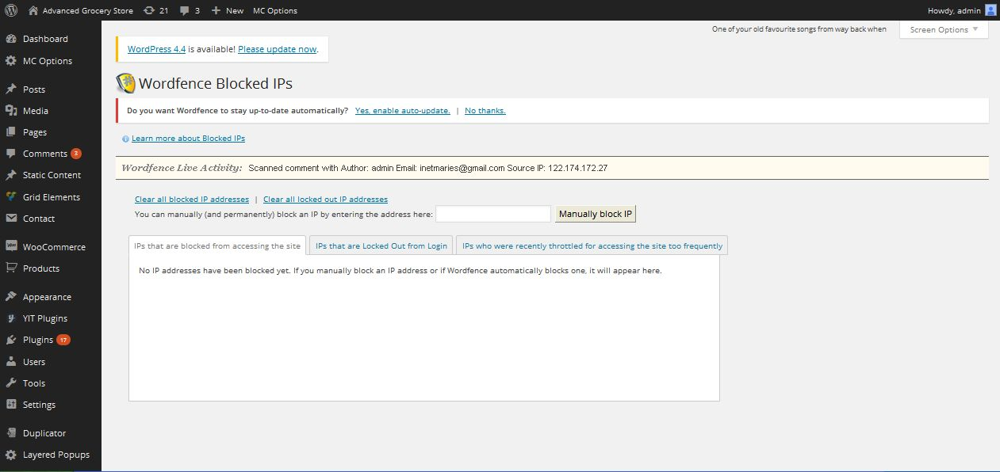 Advanced Grocery Store 21 3 New MC Options Howdy, admin
One of your old favourite songs from way back when Screen Options
WordPress 4.4 is available! Please update now.
Wordfence Blocked IPs
Do you want Wordfence to stay up-to-date automatically? Yes, enable auto-update. | No thanks.
Learn more about Blocked IPs
Wordfence Live Activity: Scanned comment with Author: admin Email: inetmaries@gmail.com Source IP: 122.174.172.27
Clear all blocked IP addresses | Clear all locked out IP addresses
You can manually (and permanently) block an IP by entering the address here: Manually block IP
IPs that are blocked from accessing the site IPs that are Locked Out from Login IPs who were recently throttled for accessing the site too frequently
No IP addresses have been blocked yet. If you manually block an IP address or if Wordfence automatically blocks one, it will appear here.
Dashboard
MC Options
Posts
Media
Pages
Comments 3
Static Content
Grid Elements
Contact
WooCommerce
Products
Appearance
YIT Plugins
Plugins 17
Users
Tools
Settings
Duplicator
Layered Popups